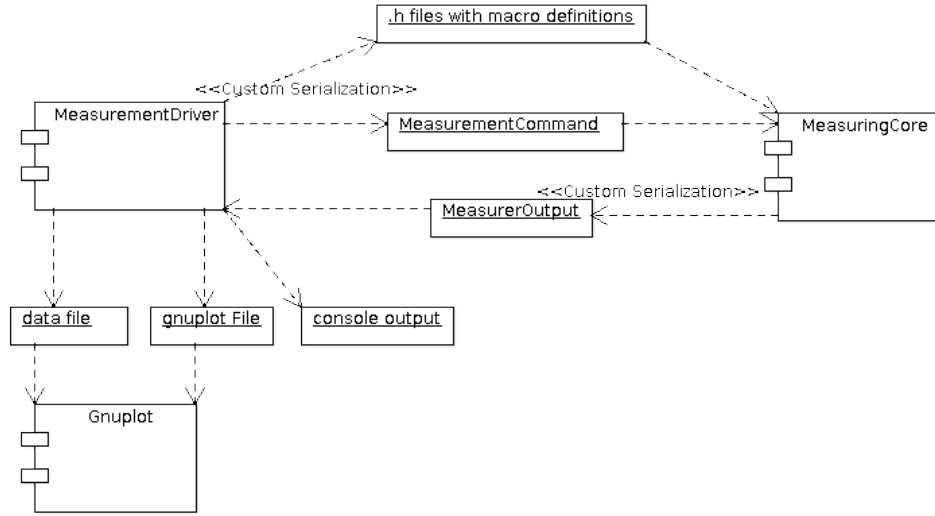 .h files with macro definitions
<<Custom Serialization>>
MeasurementDriver
MeasurementCommand
MeasuringCore
<<Custom Serialization>>
MeasurerOutput
data file
gnuplot File
console output
Gnuplot